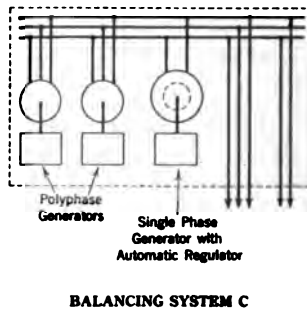 Polyphase
Generators
Single Phase
Generator with
Automatic Regulator
BALANCING SYSTEM C